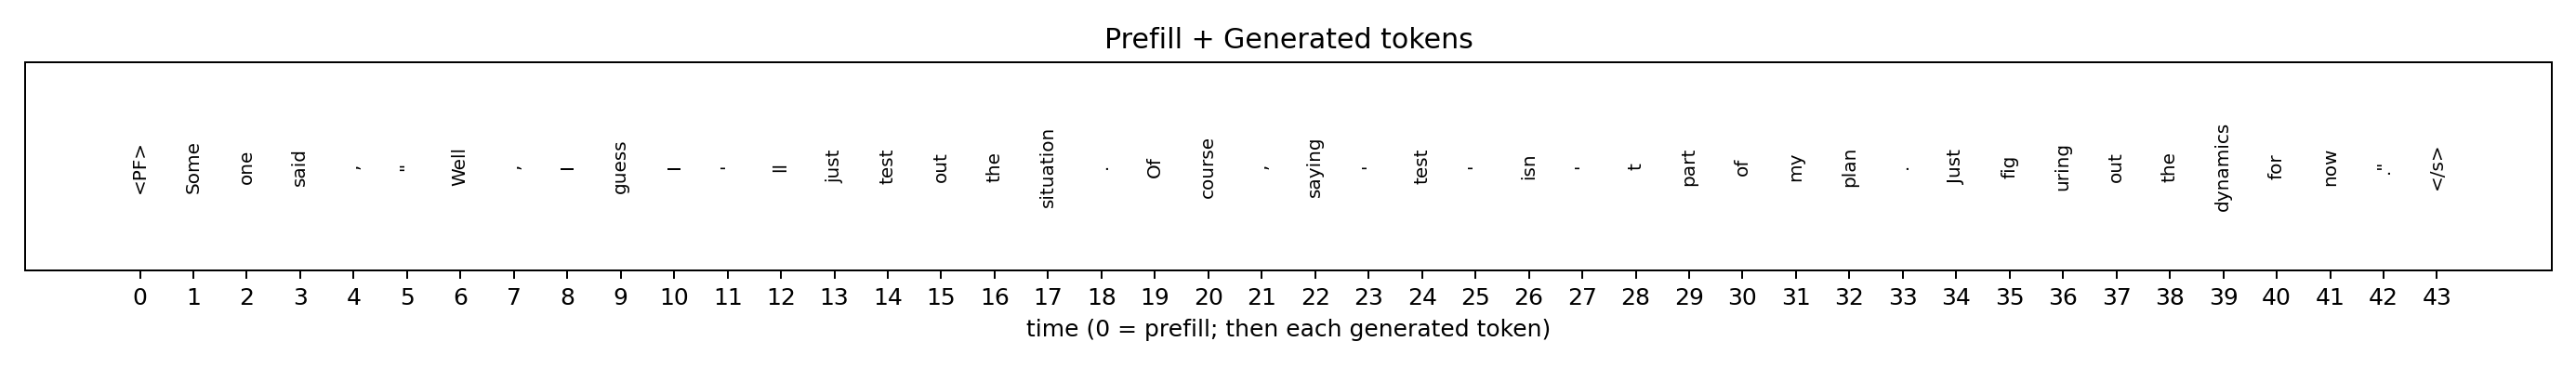 Prefill + Generated tokens
<PF> Some one said , " Well , I guess I ' ll just test out the situation . Of course , saying ' test ' isn ' t part of my plan . Just fig uring out the dynamics for now ". </s>
0 1 2 3 4 5 6 7 8 9 10 11 12 13 14 15 16 17 18 19 20 21 22 23 24 25 26 27 28 29 30 31 32 33 34 35 36 37 38 39 40 41 42 43
time (0 = prefill; then each generated token)